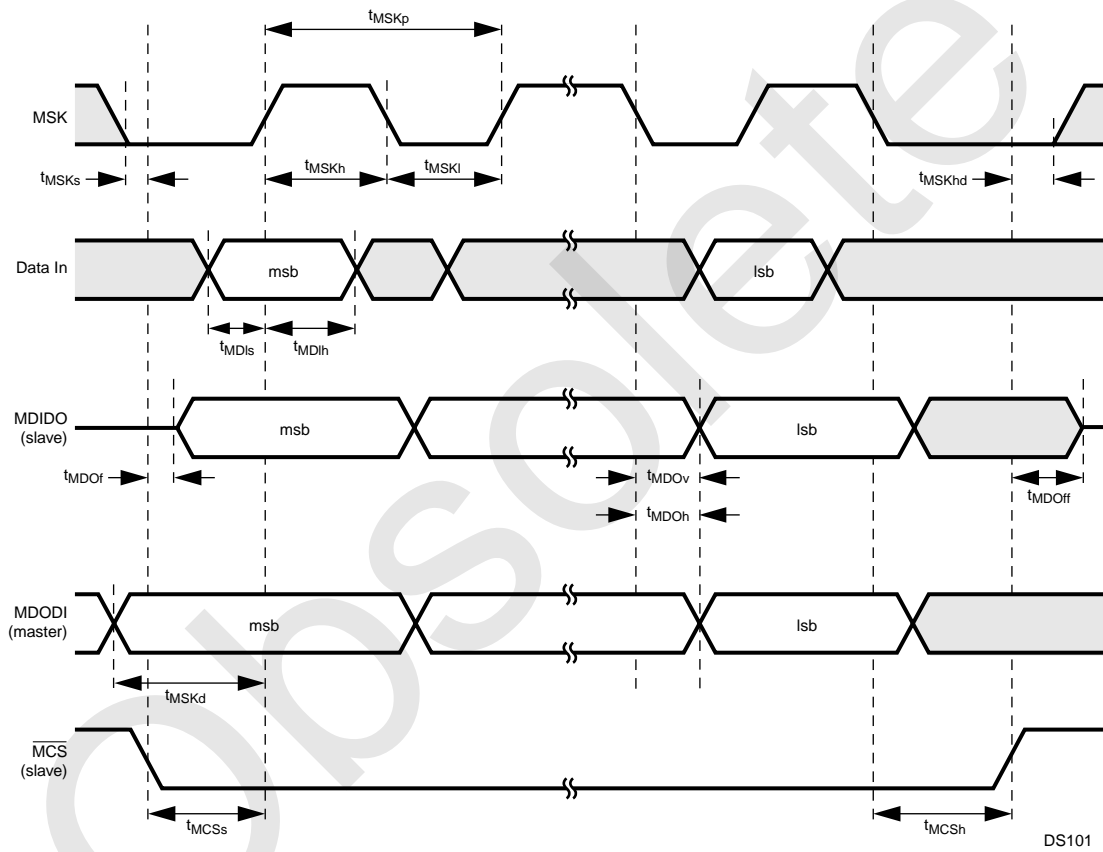 tMSKp
MSK
tMSKs
tMSKh
tMSKl
tMSKhd
Data In
msb
lsb
tMDIs
tMDIh
MDIDO
(slave)
msb
lsb
tMDOf
tMDOv
tMDOff
tMDOh
MDODI
(master)
msb
lsb
tMSKd
MCS
(slave)
tMCSs
tMCSh
DS101
Obsolete